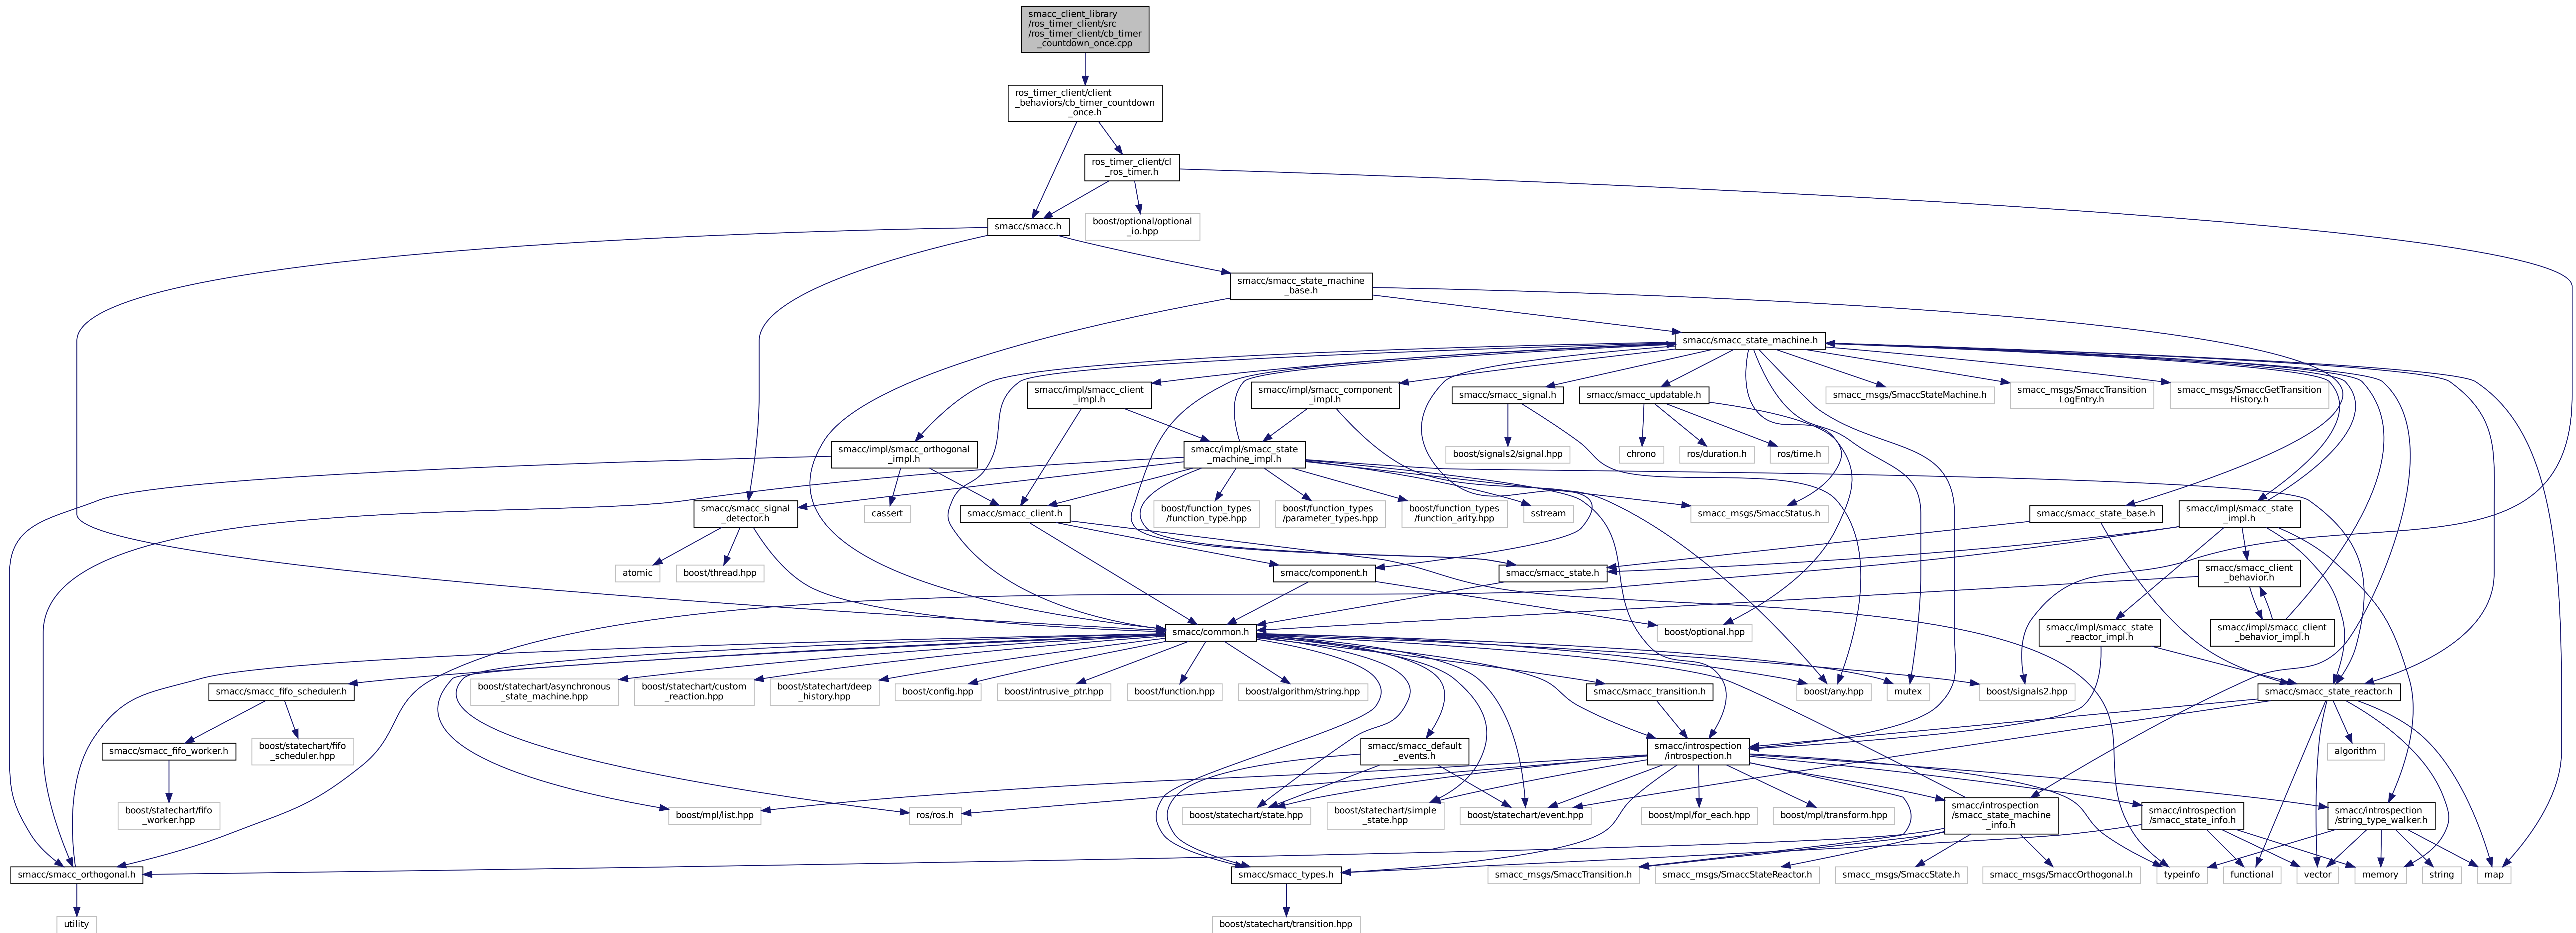 smacc_client_library
/ros_timer_client/src
/ros_timer_client/cb_timer
_countdown_once.cpp
ros_timer_client/client
_behaviors/cb_timer_countdown
_once.h
ros_timer_client/cl
_ros_timer.h
smacc/smacc.h
boost/optional/optional
_io.hpp
smacc/smacc_state_machine
_base.h
smacc/smacc_state_machine.h
smacc/impl/smacc_client
_impl.h
smacc/impl/smacc_component
_impl.h
smacc/smacc_signal.h
smacc/smacc_updatable.h
smacc_msgs/SmaccStateMachine.h
smacc_msgs/SmaccTransition
LogEntry.h
smacc_msgs/SmaccGetTransition
History.h
smacc/impl/smacc_orthogonal
_impl.h
smacc/impl/smacc_state
_machine_impl.h
boost/signals2/signal.hpp
chrono
ros/duration.h
ros/time.h
smacc/smacc_signal
_detector.h
cassert
smacc/smacc_client.h
boost/function_types
/function_type.hpp
boost/function_types
/parameter_types.hpp
boost/function_types
/function_arity.hpp
sstream
smacc_msgs/SmaccStatus.h
smacc/smacc_state_base.h
smacc/impl/smacc_state
_impl.h
atomic
boost/thread.hpp
smacc/component.h
smacc/smacc_state.h
smacc/smacc_client
_behavior.h
smacc/common.h
boost/optional.hpp
smacc/impl/smacc_state
_reactor_impl.h
smacc/impl/smacc_client
_behavior_impl.h
smacc/smacc_fifo_scheduler.h
boost/statechart/asynchronous
_state_machine.hpp
boost/statechart/custom
_reaction.hpp
boost/statechart/deep
_history.hpp
boost/config.hpp
boost/intrusive_ptr.hpp
boost/function.hpp
boost/algorithm/string.hpp
smacc/smacc_transition.h
boost/any.hpp
mutex
boost/signals2.hpp
smacc/smacc_state_reactor.h
smacc/smacc_fifo_worker.h
boost/statechart/fifo
_scheduler.hpp
smacc/smacc_default
_events.h
smacc/introspection
/introspection.h
algorithm
boost/statechart/fifo
_worker.hpp
boost/mpl/list.hpp
ros/ros.h
boost/statechart/state.hpp
boost/statechart/simple
_state.hpp
boost/statechart/event.hpp
boost/mpl/for_each.hpp
boost/mpl/transform.hpp
smacc/introspection
/smacc_state_machine
_info.h
smacc/introspection
/smacc_state_info.h
smacc/introspection
/string_type_walker.h
smacc/smacc_orthogonal.h
smacc/smacc_types.h
smacc_msgs/SmaccTransition.h
smacc_msgs/SmaccStateReactor.h
smacc_msgs/SmaccState.h
smacc_msgs/SmaccOrthogonal.h
typeinfo
functional
vector
memory
string
map
utility
boost/statechart/transition.hpp